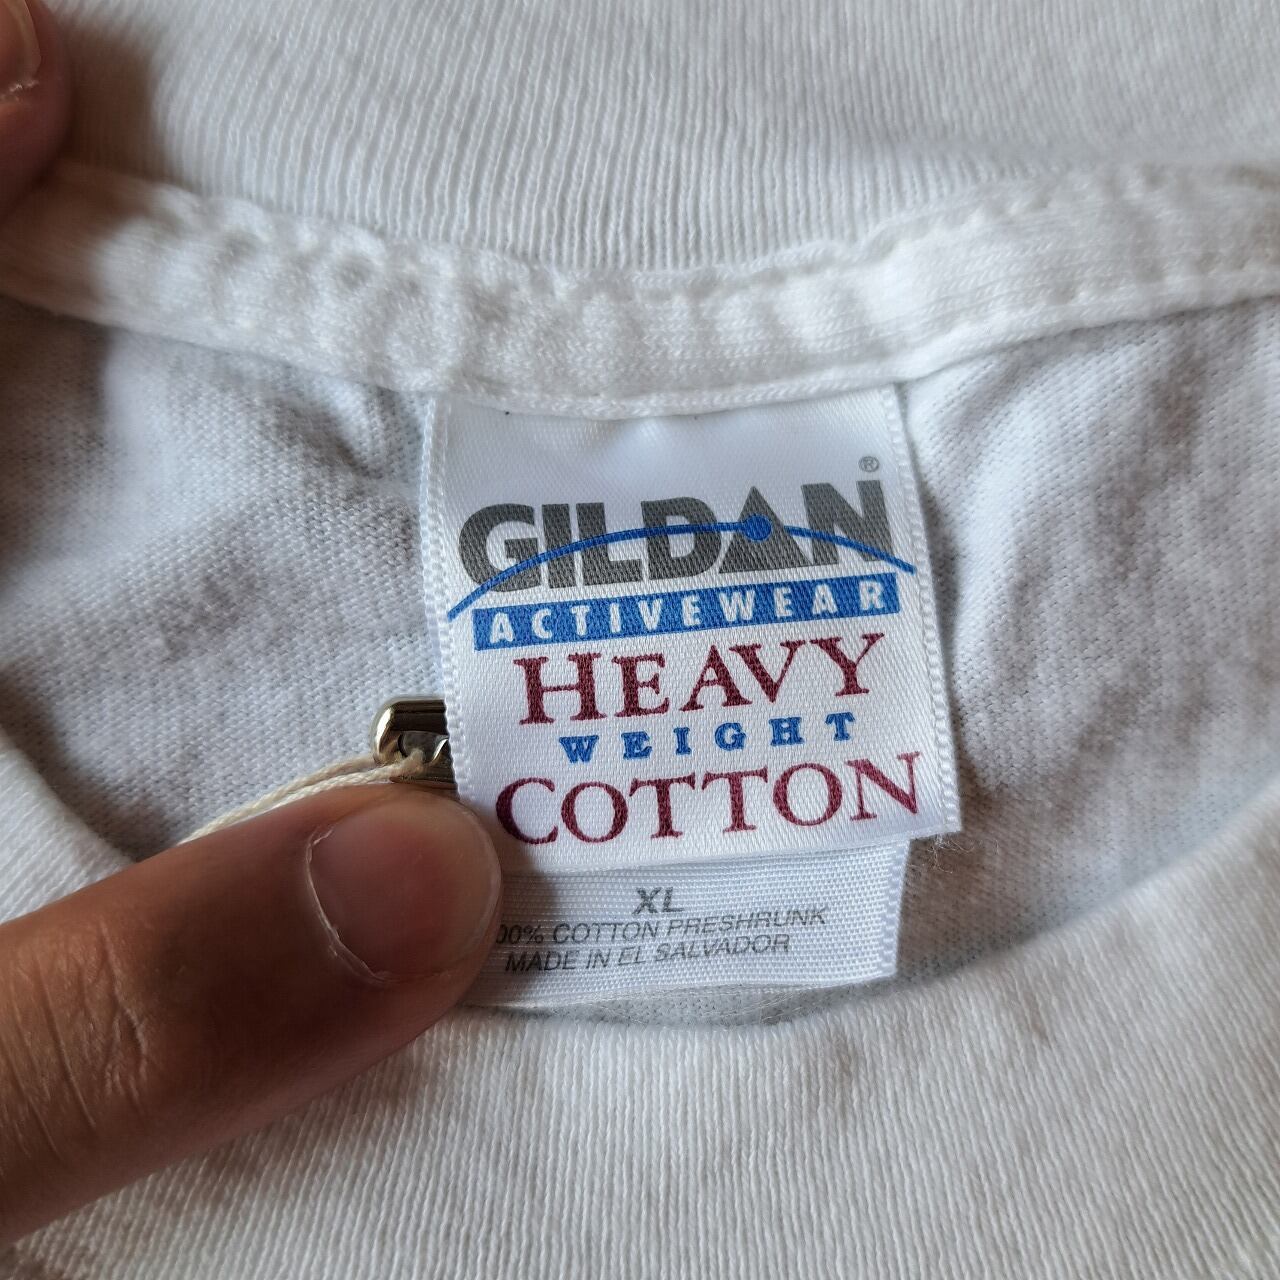 GILDAN®
ACTIVEWEAR
HEAVY
WEIGHT
COTTON
XL
00% COTTON PRESHRUNK
MADE IN EL SALVADOR